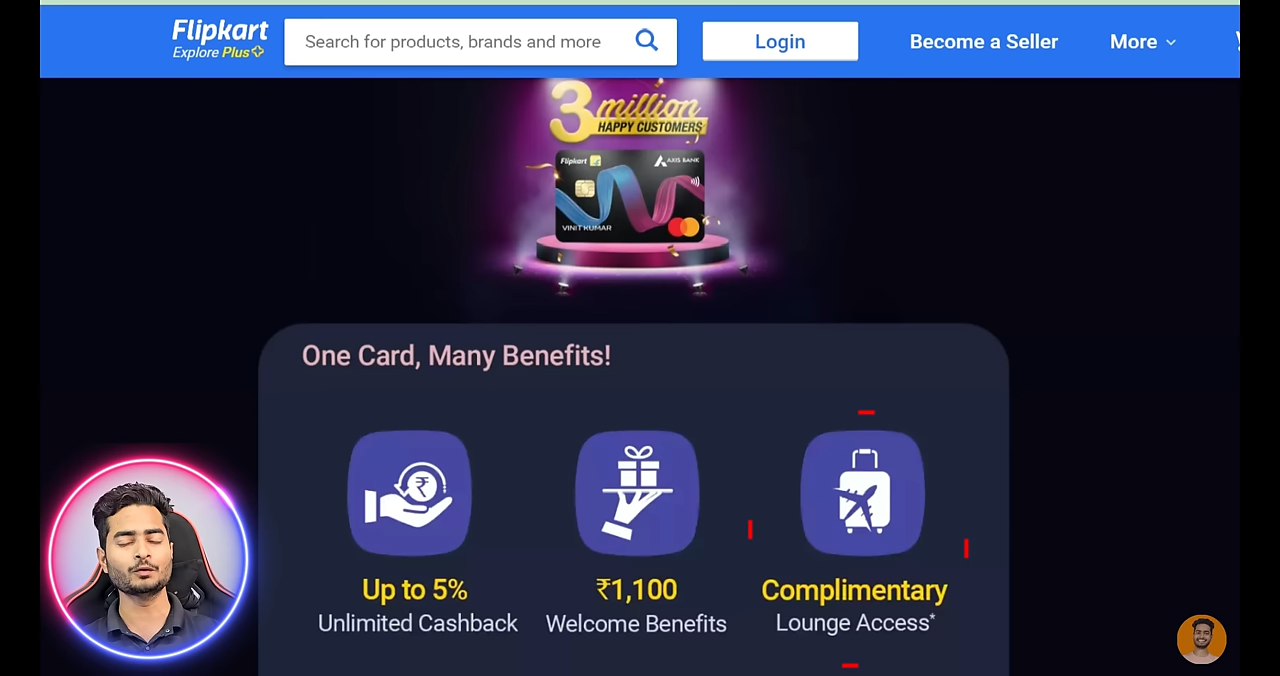 Flipkart
Explore Plus
Search for products, brands and more
Login
Become a Seller
More
3 million
HAPPY CUSTOMERS
Flipkart
AXIS BANK
VINIT KUMAR
One Card, Many Benefits!
Up to 5%
Unlimited Cashback
₹1,100
Welcome Benefits
Complimentary
Lounge Access*